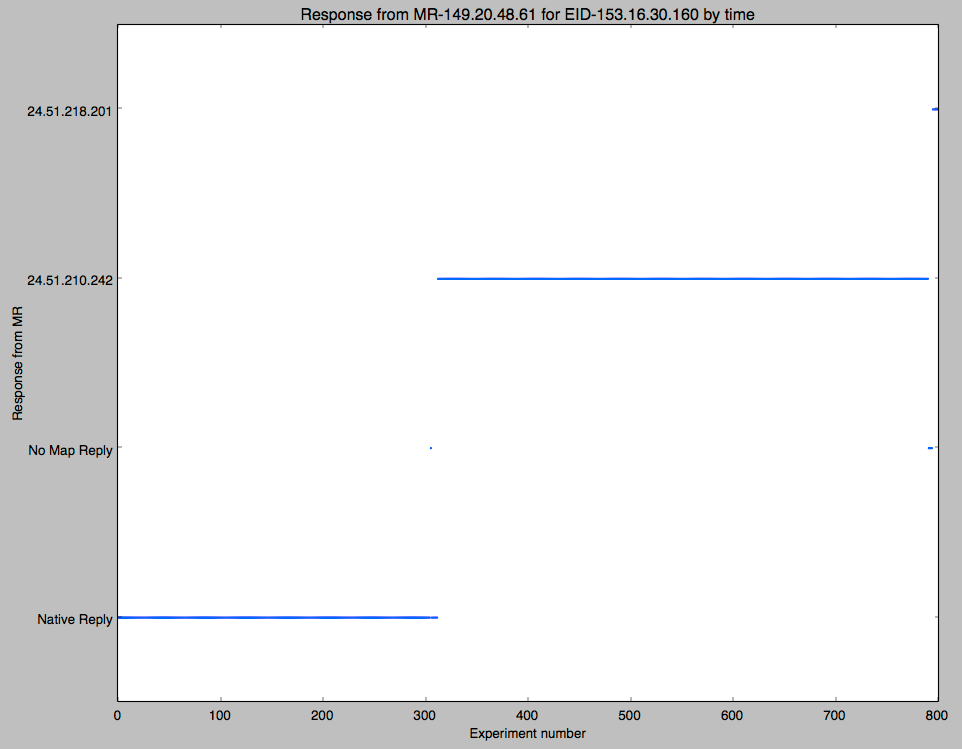 Response from MR-149.20.48.61 for EID-153.16.30.160 by time
24.51.218.201
24.51.210.242
Response from MR
No Map Reply
Native Reply
0 100 200 300 400 500 600 700 800
Experiment number